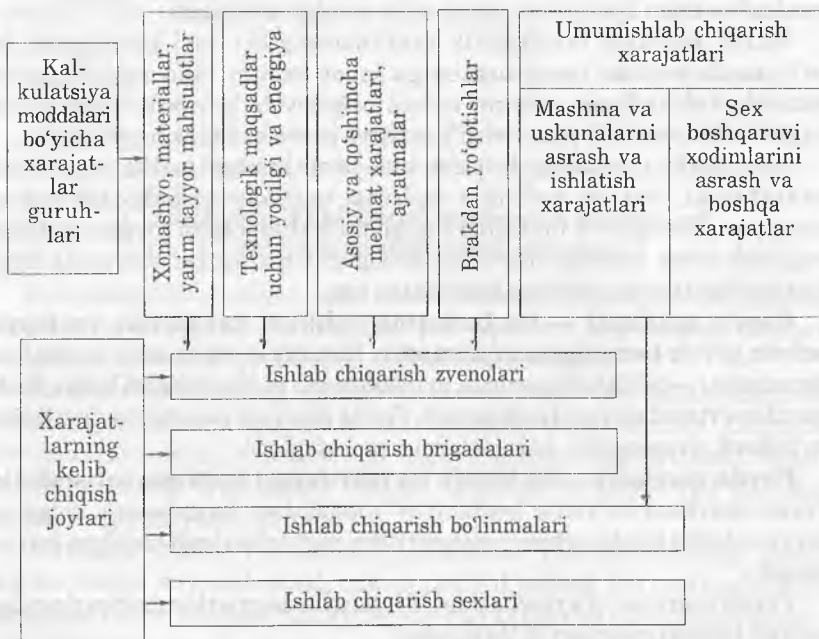 Kal-
kulatsiya
moddalari
bo‘yicha
xarajat-
lar
guruh-
lari
Xomashyo, materiallar,
yarim tayyor mahsulotlar
Texnologik maqsadlar
uchun yoqilg‘i va energiya
Asosiy va qo‘shimcha
mehnat xarajatlari,
ajratmalar
Brakdan yo‘qotishlar
Umumishlab chiqarish
xarajatlari
Mashina va
uskunalarni
asrash va
ishlatish
xarajatlari
Sex
boshqaruvi
xodimlarini
asrash va
boshqa
xarajatlar
Xarajat-
larning
kelib
chiqish
joylari
Ishlab chiqarish zvenolari
Ishlab chiqarish brigadalari
Ishlab chiqarish bo‘linmalari
Ishlab chiqarish sexlari